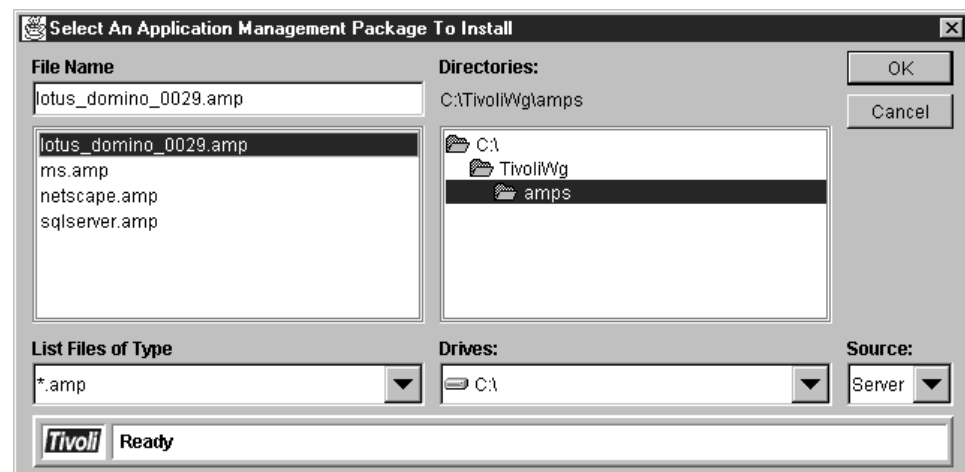 Select An Application Management Package To Install
File Name
lotus_domino_0029.amp
lotus_domino_0029.amp
ms.amp
netscape.amp
sqlserver.amp
Directories:
C:\TivoliWg\amps
C:\
TivoliWg
amps
OK
Cancel
List Files of Type
*.amp
Drives:
C:\
Source:
Server
Tivoli Ready